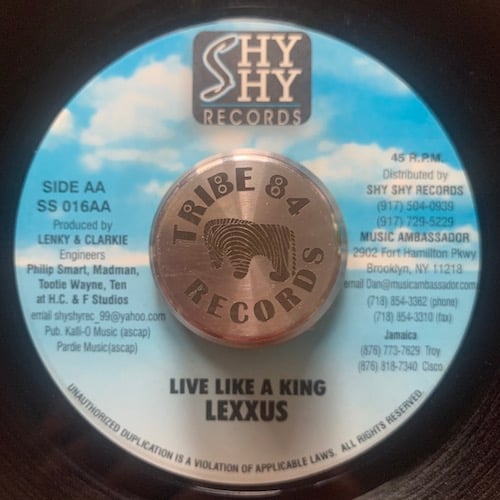 SHY
SHY
RECORDS
SIDE AA
SS 016AA
Produced by
LENKY & CLARKIE
Engineers
Philip Smart, Madman,
Tootie Wayne, Ten
at H.C. & F Studios
email shyshyrec_99@yahoo.com
Pub. Kalli-O Music (ascap)
Pardie Music(ascap)
TRIBE 84
RECORDS
45 R.P.M.
Distributed by
SHY SHY RECORDS
(917) 504-0939
(917) 729-5229
MUSIC AMBASSADOR
2902 Fort Hamilton Pkwy
Brooklyn, NY 11218
email Dan@musicambassador.com
(718) 854-3362 (phone)
(718) 854-3310 (fax)
Jamaica
(876) 773-7629 Troy
(876) 818-7340 Cisco
LIVE LIKE A KING
LEXXUS
UNAUTHORIZED DUPLICATION IS A VIOLATION OF APPLICABLE LAWS. ALL RIGHTS RESERVED.